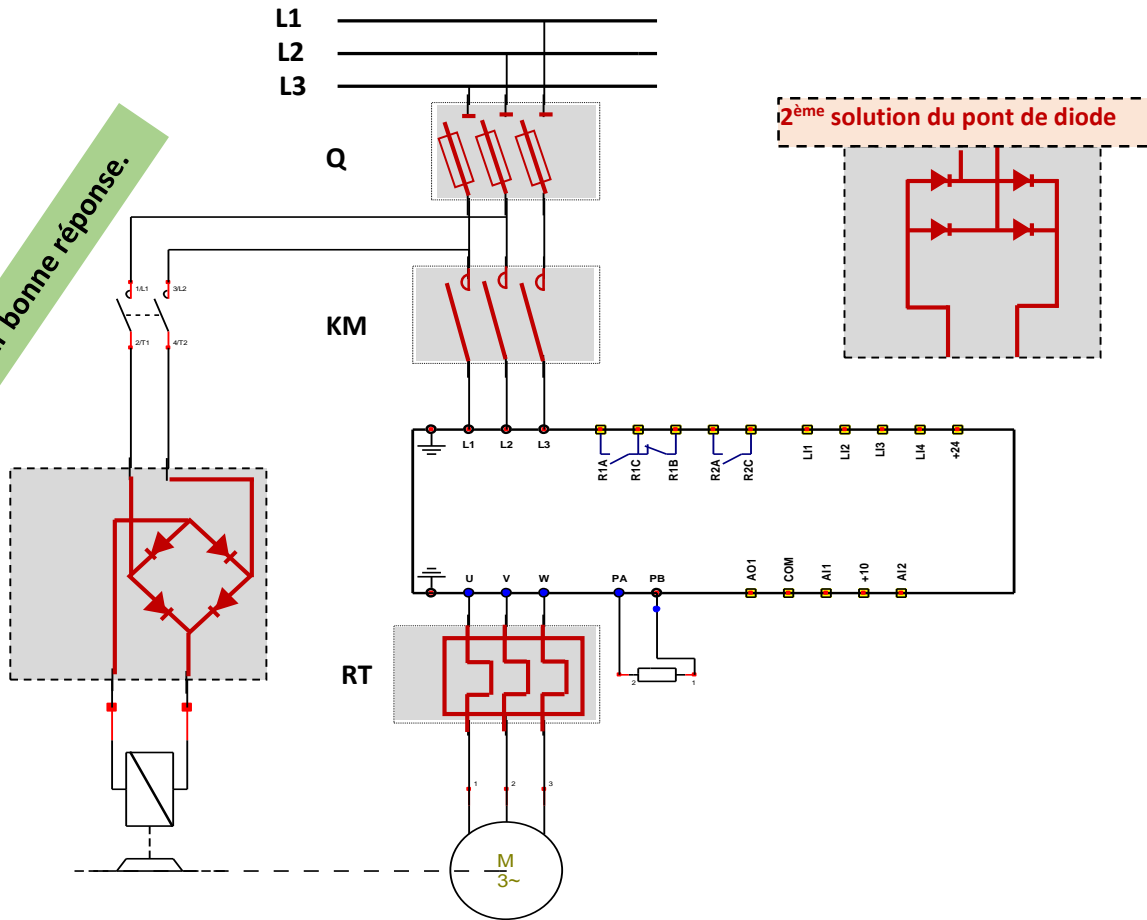 L1
L2
L3
2ème solution du pont de diode
Q
bonne réponse.
1/L1 3/L2
2/T1 4/T2
KM
L1 L2 L3 R1A R1C R1B R2A R2C LI1 LI2 LI3 LI4 +24
U V W PA PB AO1 COM AI1 +10 AI2
RT
2 1
1 2 3
M
3~